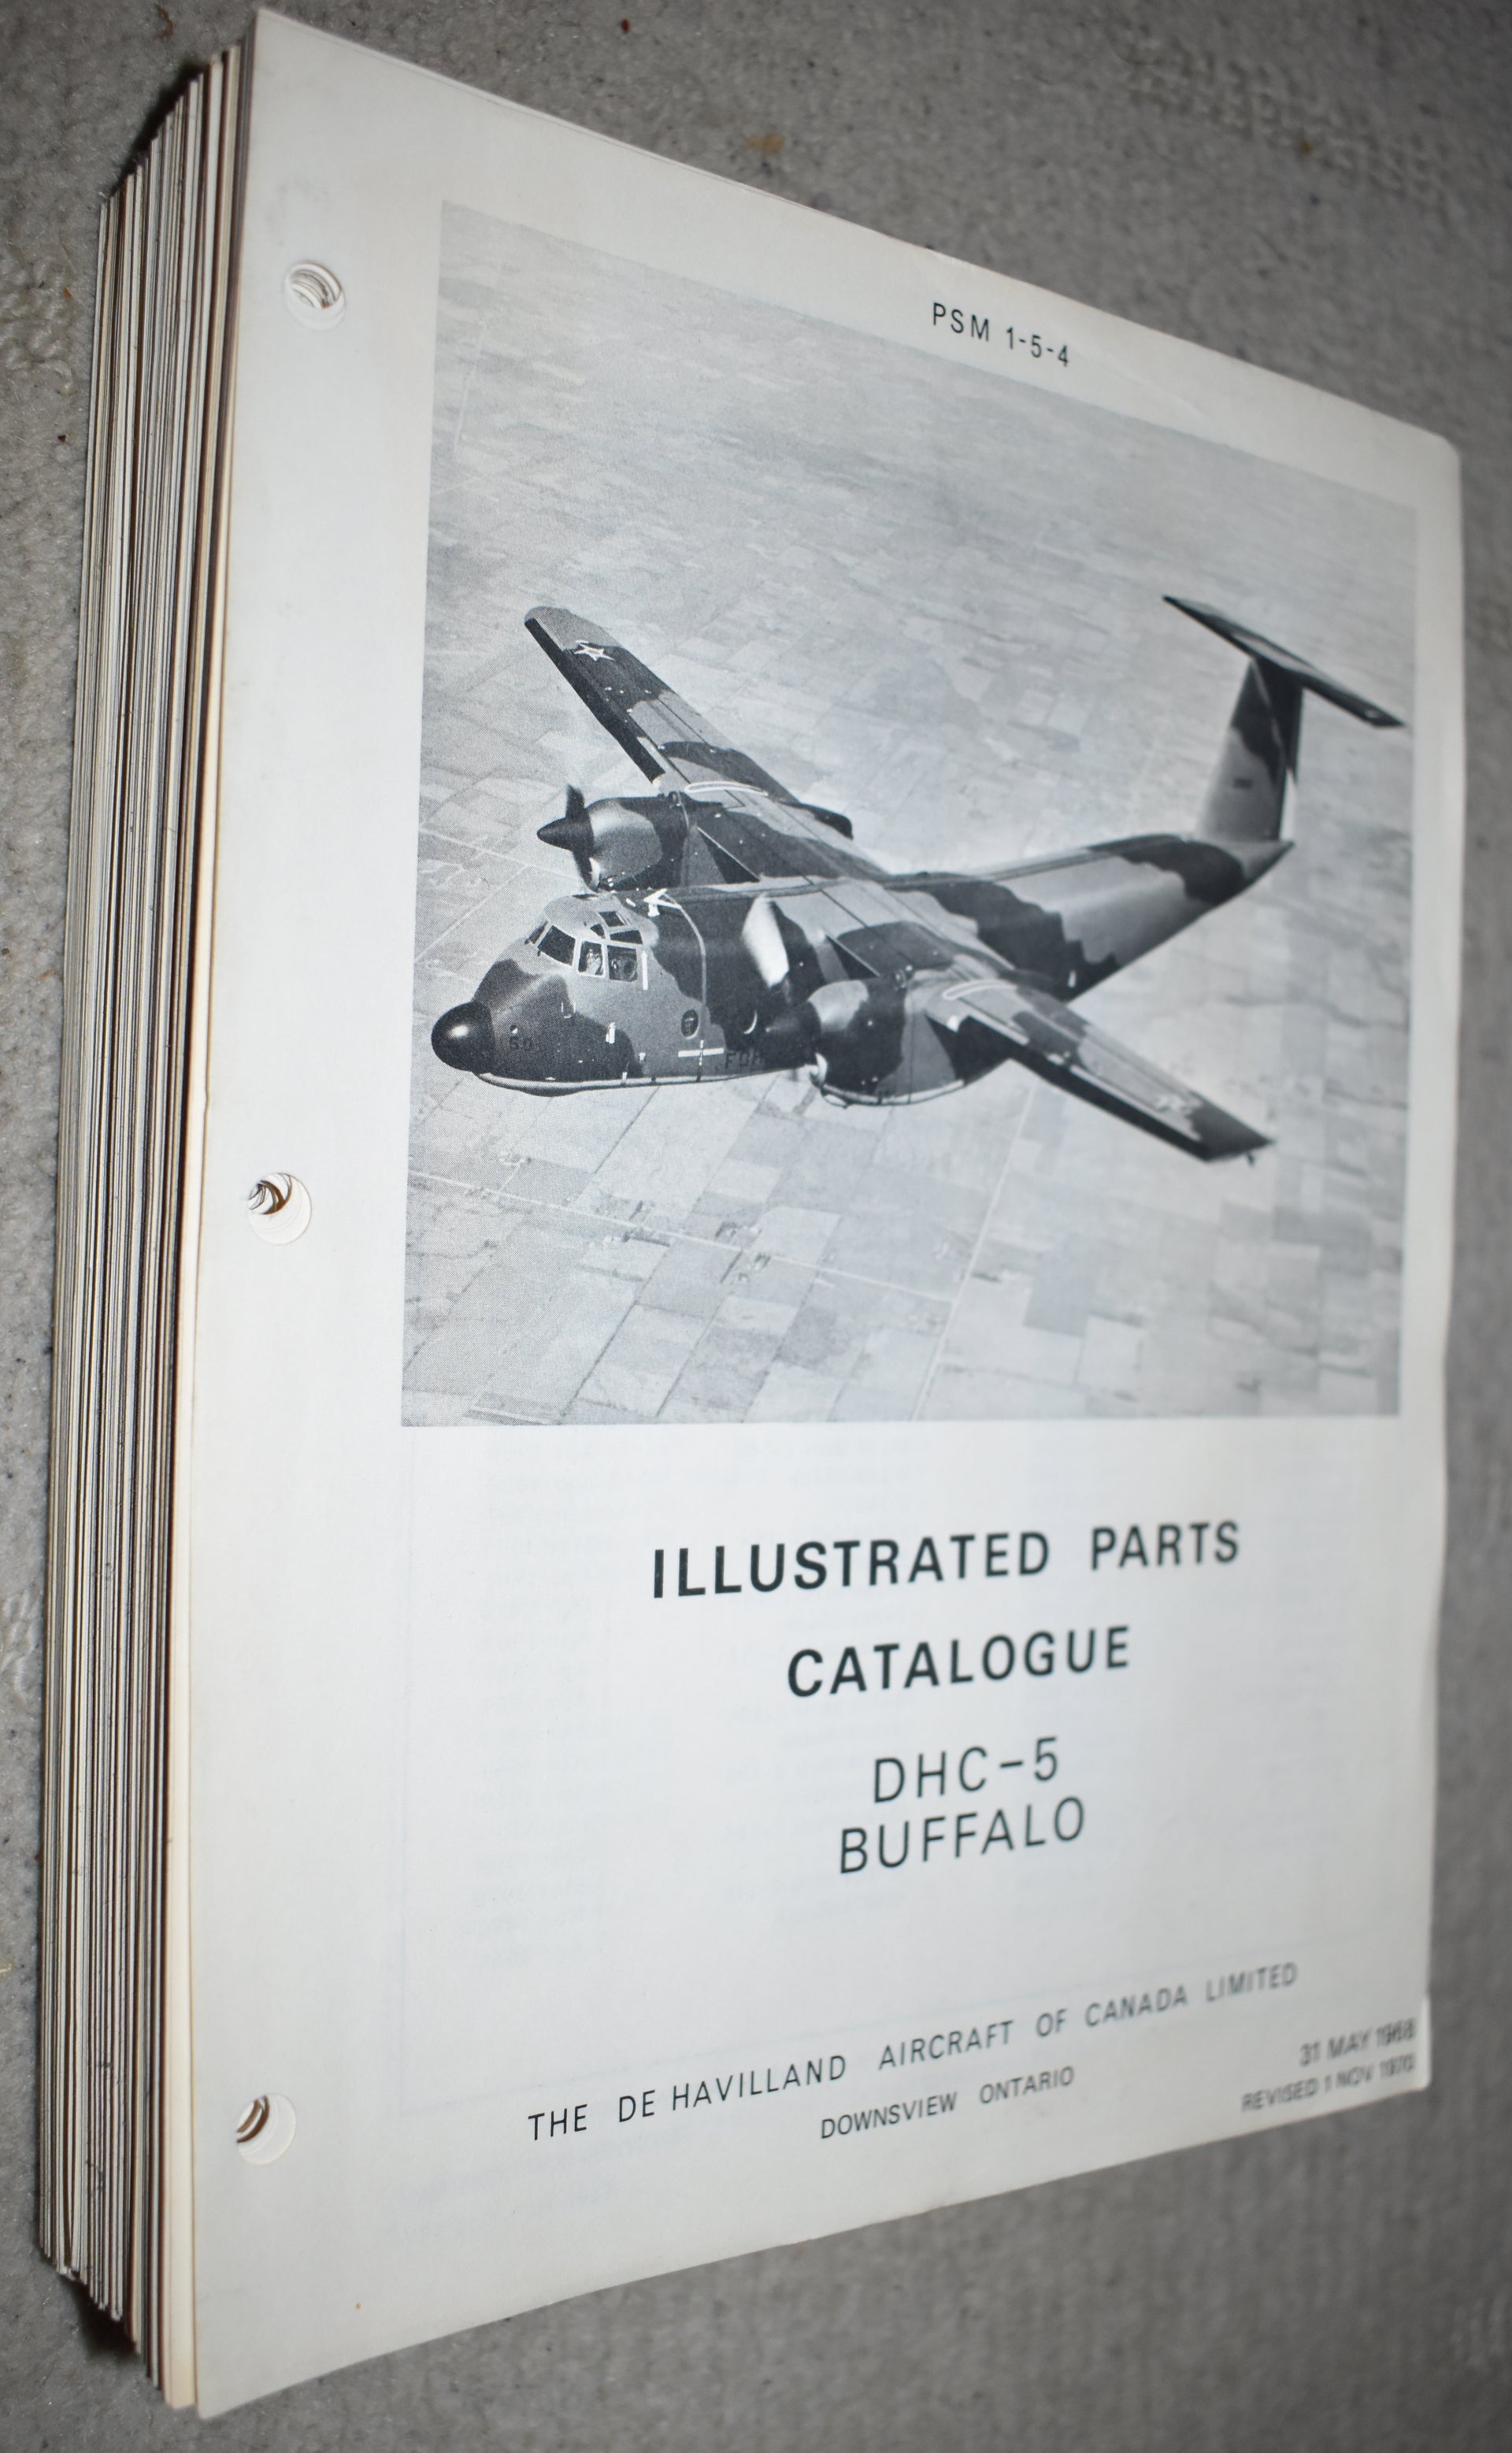 PSM 1-5-4
ILLUSTRATED PARTS
CATALOGUE
DHC-5
BUFFALO
THE DE HAVILLAND AIRCRAFT OF CANADA LIMITED
DOWNSVIEW ONTARIO
31 MAY 1968
REVISED 1 NOV 1970